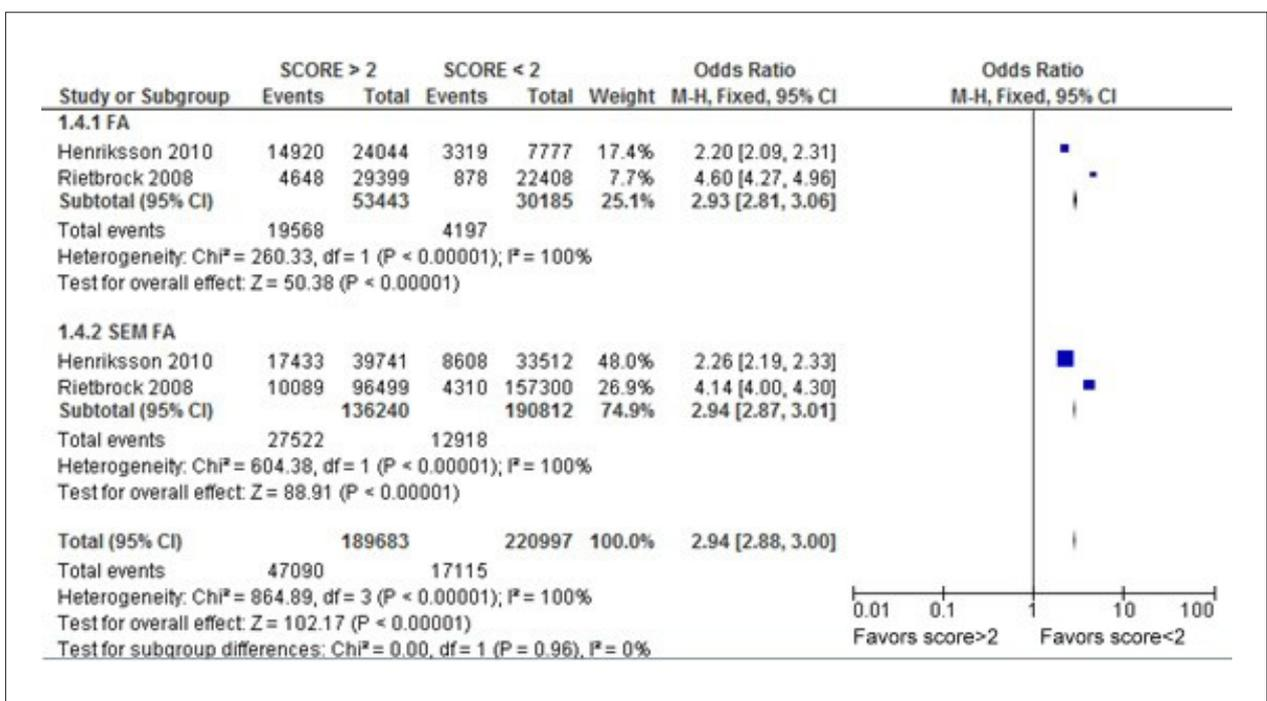 SCORE > 2 SCORE < 2 Odds Ratio Odds Ratio
Study or Subgroup Events Total Events Total Weight M-H, Fixed, 95% CI M-H, Fixed, 95% CI
1.4.1 FA
Henriksson 2010 14920 24044 3319 7777 17.4% 2.20 [2.09, 2.31]
Rietbrock 2008 4648 29399 878 22408 7.7% 4.60 [4.27, 4.96]
Subtotal (95% CI) 53443 30185 25.1% 2.93 [2.81, 3.06]
Total events 19568 4197
Heterogeneity: Chi² = 260.33, df = 1 (P < 0.00001); I² = 100%
Test for overall effect: Z = 50.38 (P < 0.00001)
1.4.2 SEM FA
Henriksson 2010 17433 39741 8608 33512 48.0% 2.26 [2.19, 2.33]
Rietbrock 2008 10089 96499 4310 157300 26.9% 4.14 [4.00, 4.30]
Subtotal (95% CI) 136240 190812 74.9% 2.94 [2.87, 3.01]
Total events 27522 12918
Heterogeneity: Chi² = 604.38, df = 1 (P < 0.00001); I² = 100%
Test for overall effect: Z = 88.91 (P < 0.00001)
Total (95% CI) 189683 220997 100.0% 2.94 [2.88, 3.00]
Total events 47090 17115
Heterogeneity: Chi² = 864.89, df = 3 (P < 0.00001); I² = 100%
Test for overall effect: Z = 102.17 (P < 0.00001)
Test for subgroup differences: Chi² = 0.00, df = 1 (P = 0.96), I² = 0%
0.01 0.1 1 10 100
Favors score>2 Favors score<2